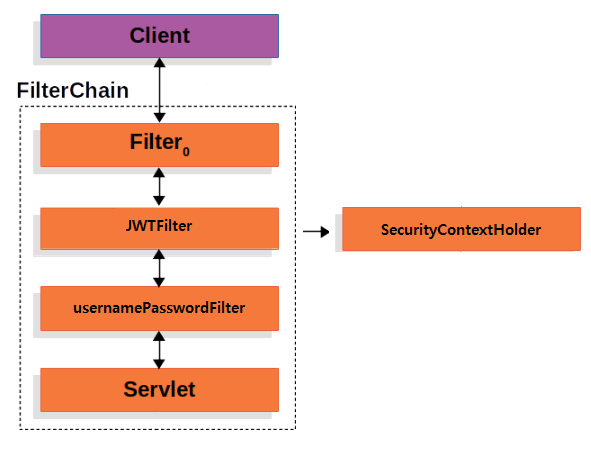 Client
FilterChain
Filter0
JWTFilter
SecurityContextHolder
usernamePasswordFilter
Servlet